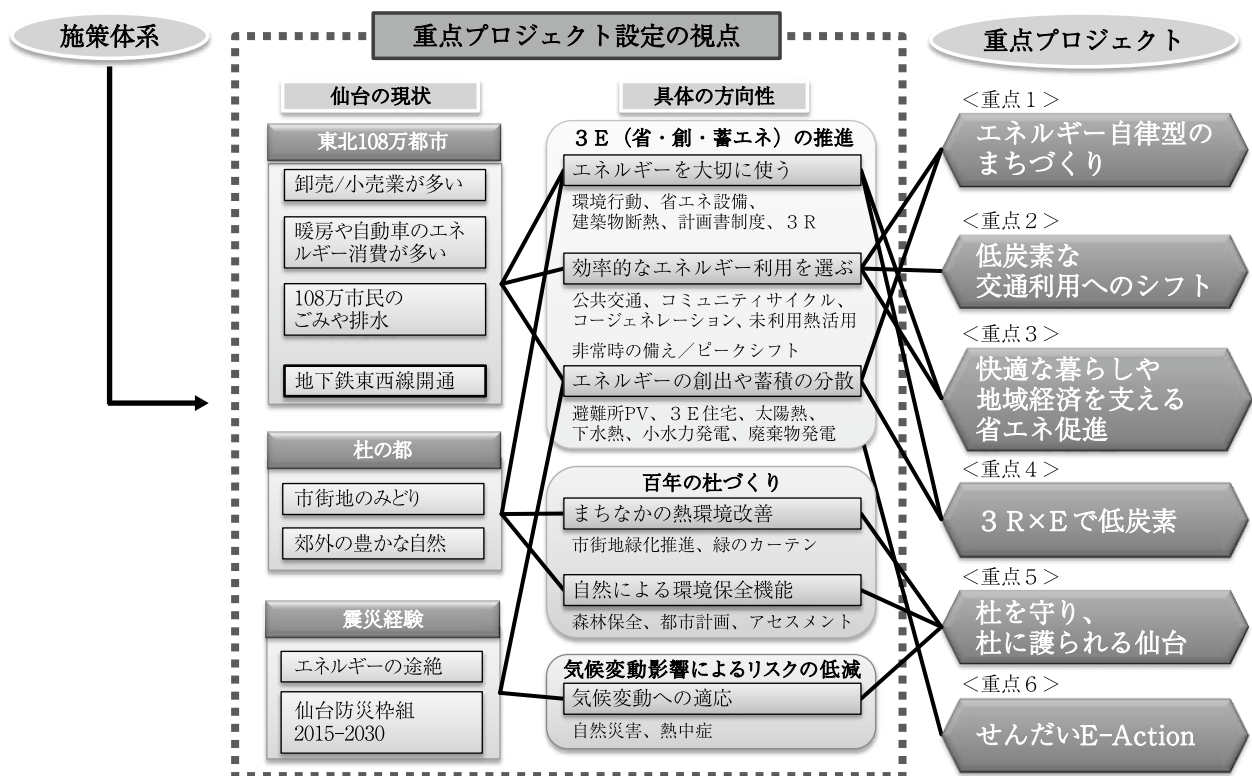 施策体系
重点プロジェクト設定の視点
仙台の現状
東北108万都市
卸売/小売業が多い
暖房や自動車のエネ
ルギー消費が多い
108万市民の
ごみや排水
地下鉄東西線開通
杜の都
市街地のみどり
郊外の豊かな自然
震災経験
エネルギーの途絶
仙台防災枠組
2015-2030
具体の方向性
３Ｅ（省・創・蓄エネ）の推進
エネルギーを大切に使う
環境行動、省エネ設備、
建築物断熱、計画書制度、３Ｒ
効率的なエネルギー利用を選ぶ
公共交通、コミュニティサイクル、
コージェネレーション、未利用熱活用
非常時の備え／ピークシフト
エネルギーの創出や蓄積の分散
避難所PV、３Ｅ住宅、太陽熱、
下水熱、小水力発電、廃棄物発電
百年の杜づくり
まちなかの熱環境改善
市街地緑化推進、緑のカーテン
自然による環境保全機能
森林保全、都市計画、アセスメント
気候変動影響によるリスクの低減
気候変動への適応
自然災害、熱中症
重点プロジェクト
＜重点１＞
エネルギー自律型の
まちづくり
＜重点２＞
低炭素な
交通利用へのシフト
＜重点３＞
快適な暮らしや
地域経済を支える
省エネ促進
＜重点４＞
３Ｒ×Ｅで低炭素
＜重点５＞
杜を守り、
杜に護られる仙台
＜重点６＞
せんだいE-Action